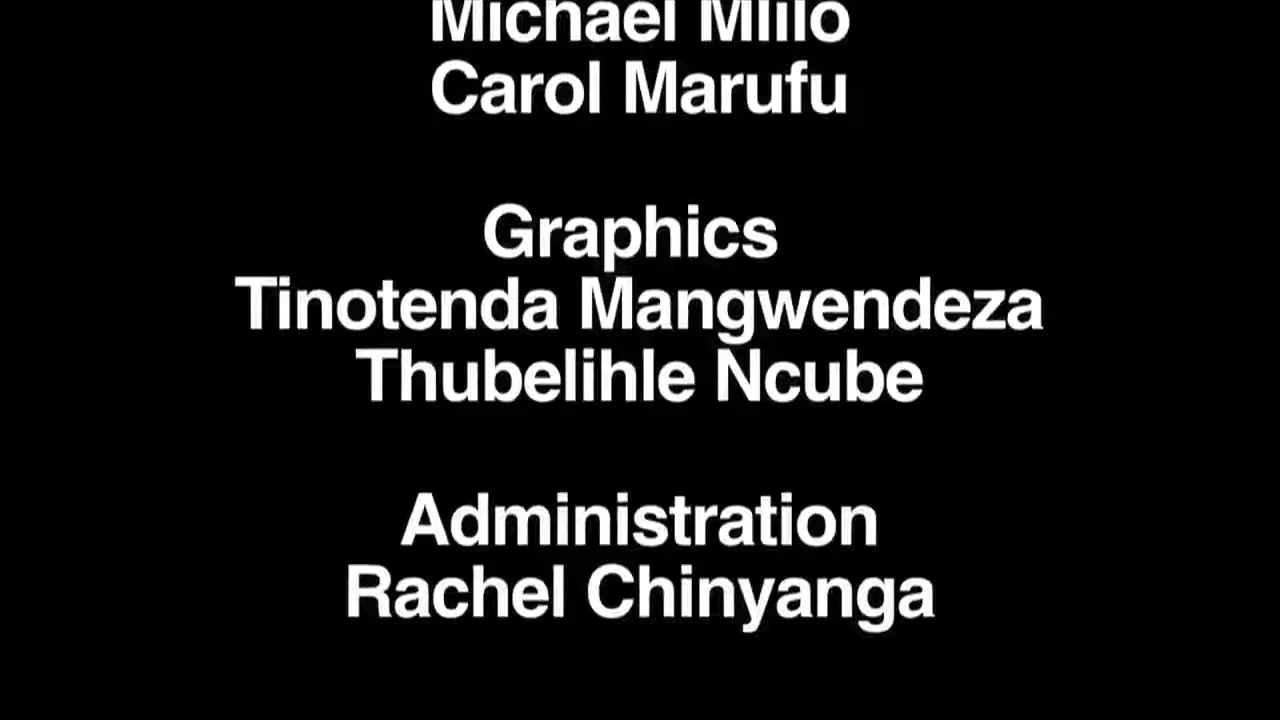 Michael Mlilo
Carol Marufu
Graphics
Tinotenda Mangwendeza
Thubelihle Ncube
Administration
Rachel Chinyanga